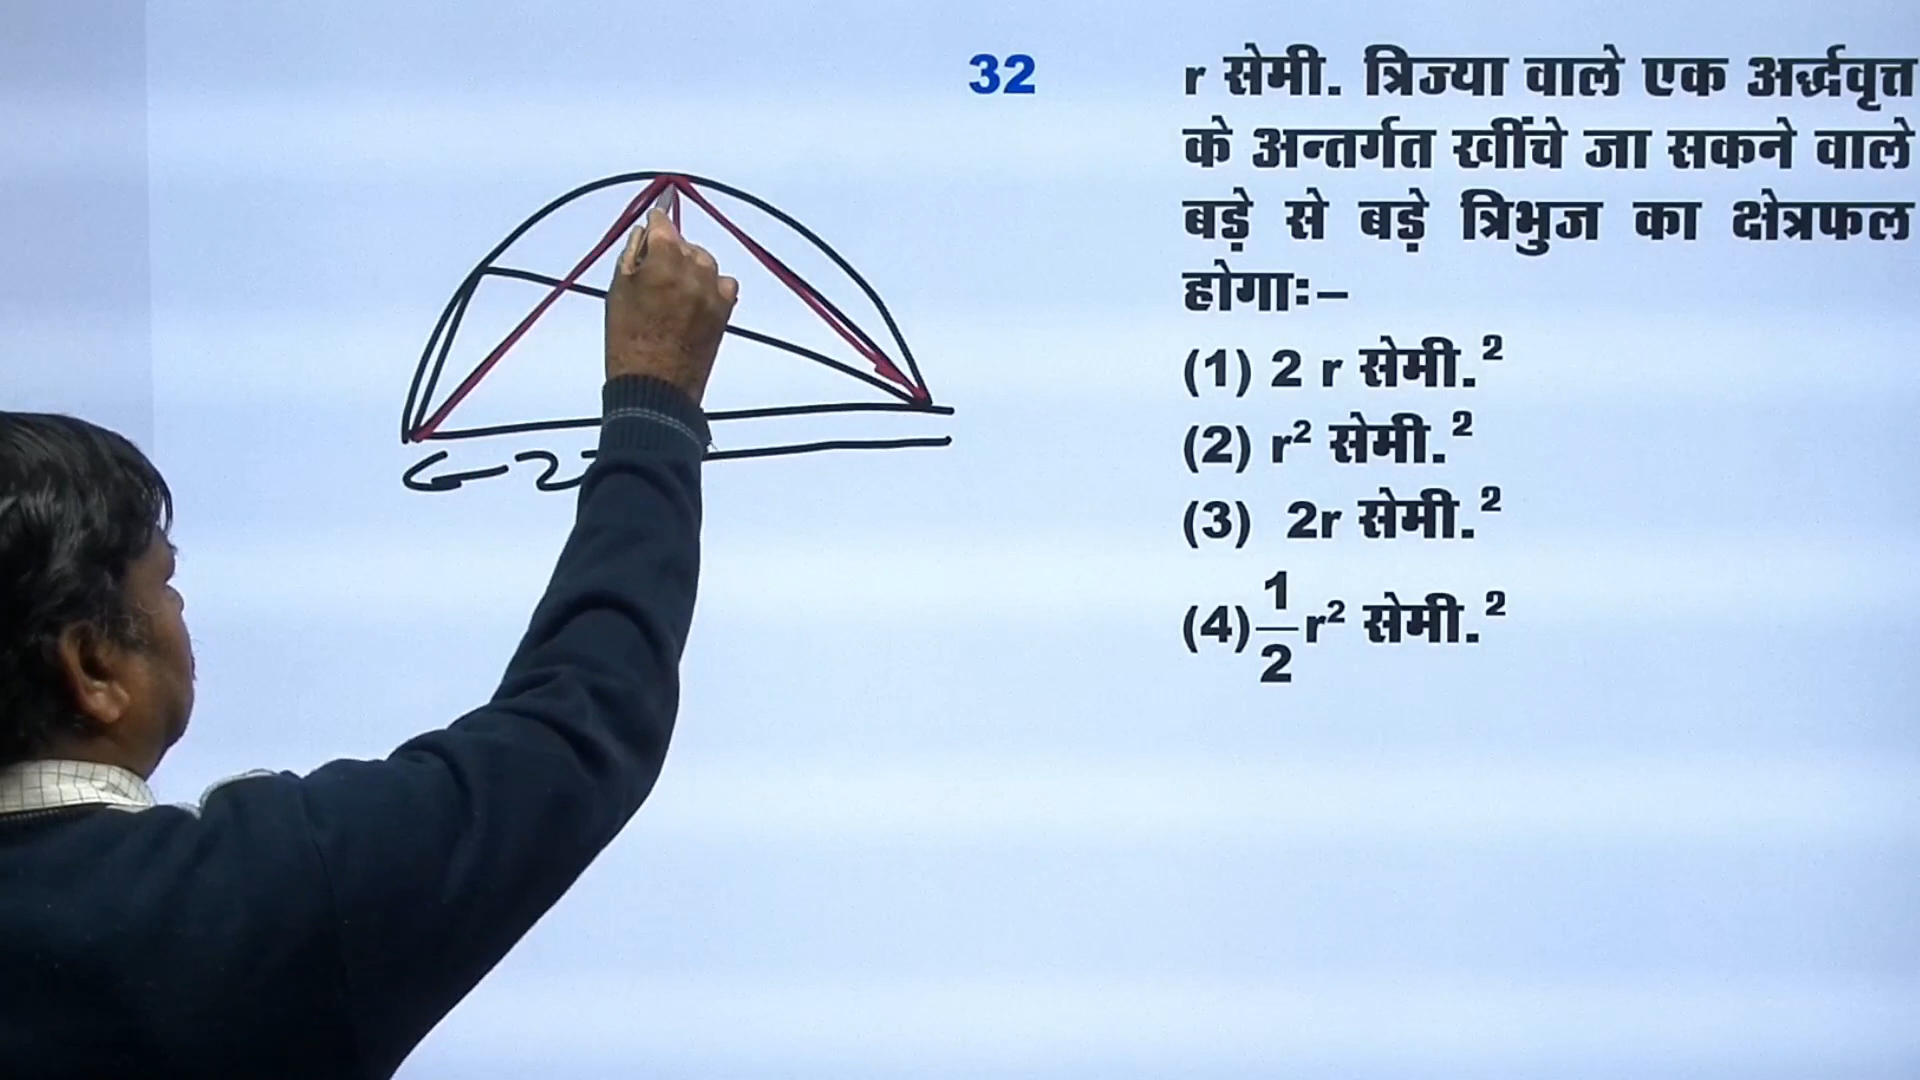 32
r सेमी. त्रिज्या वाले एक अर्द्धवृत्त
के अन्तर्गत खींचे जा सकने वाले
बड़े से बड़े त्रिभुज का क्षेत्रफल
होगाः–
(1) 2 r सेमी.²
(2) r² सेमी.²
(3) 2r सेमी.²
(4) 1/2 r² सेमी.²
2